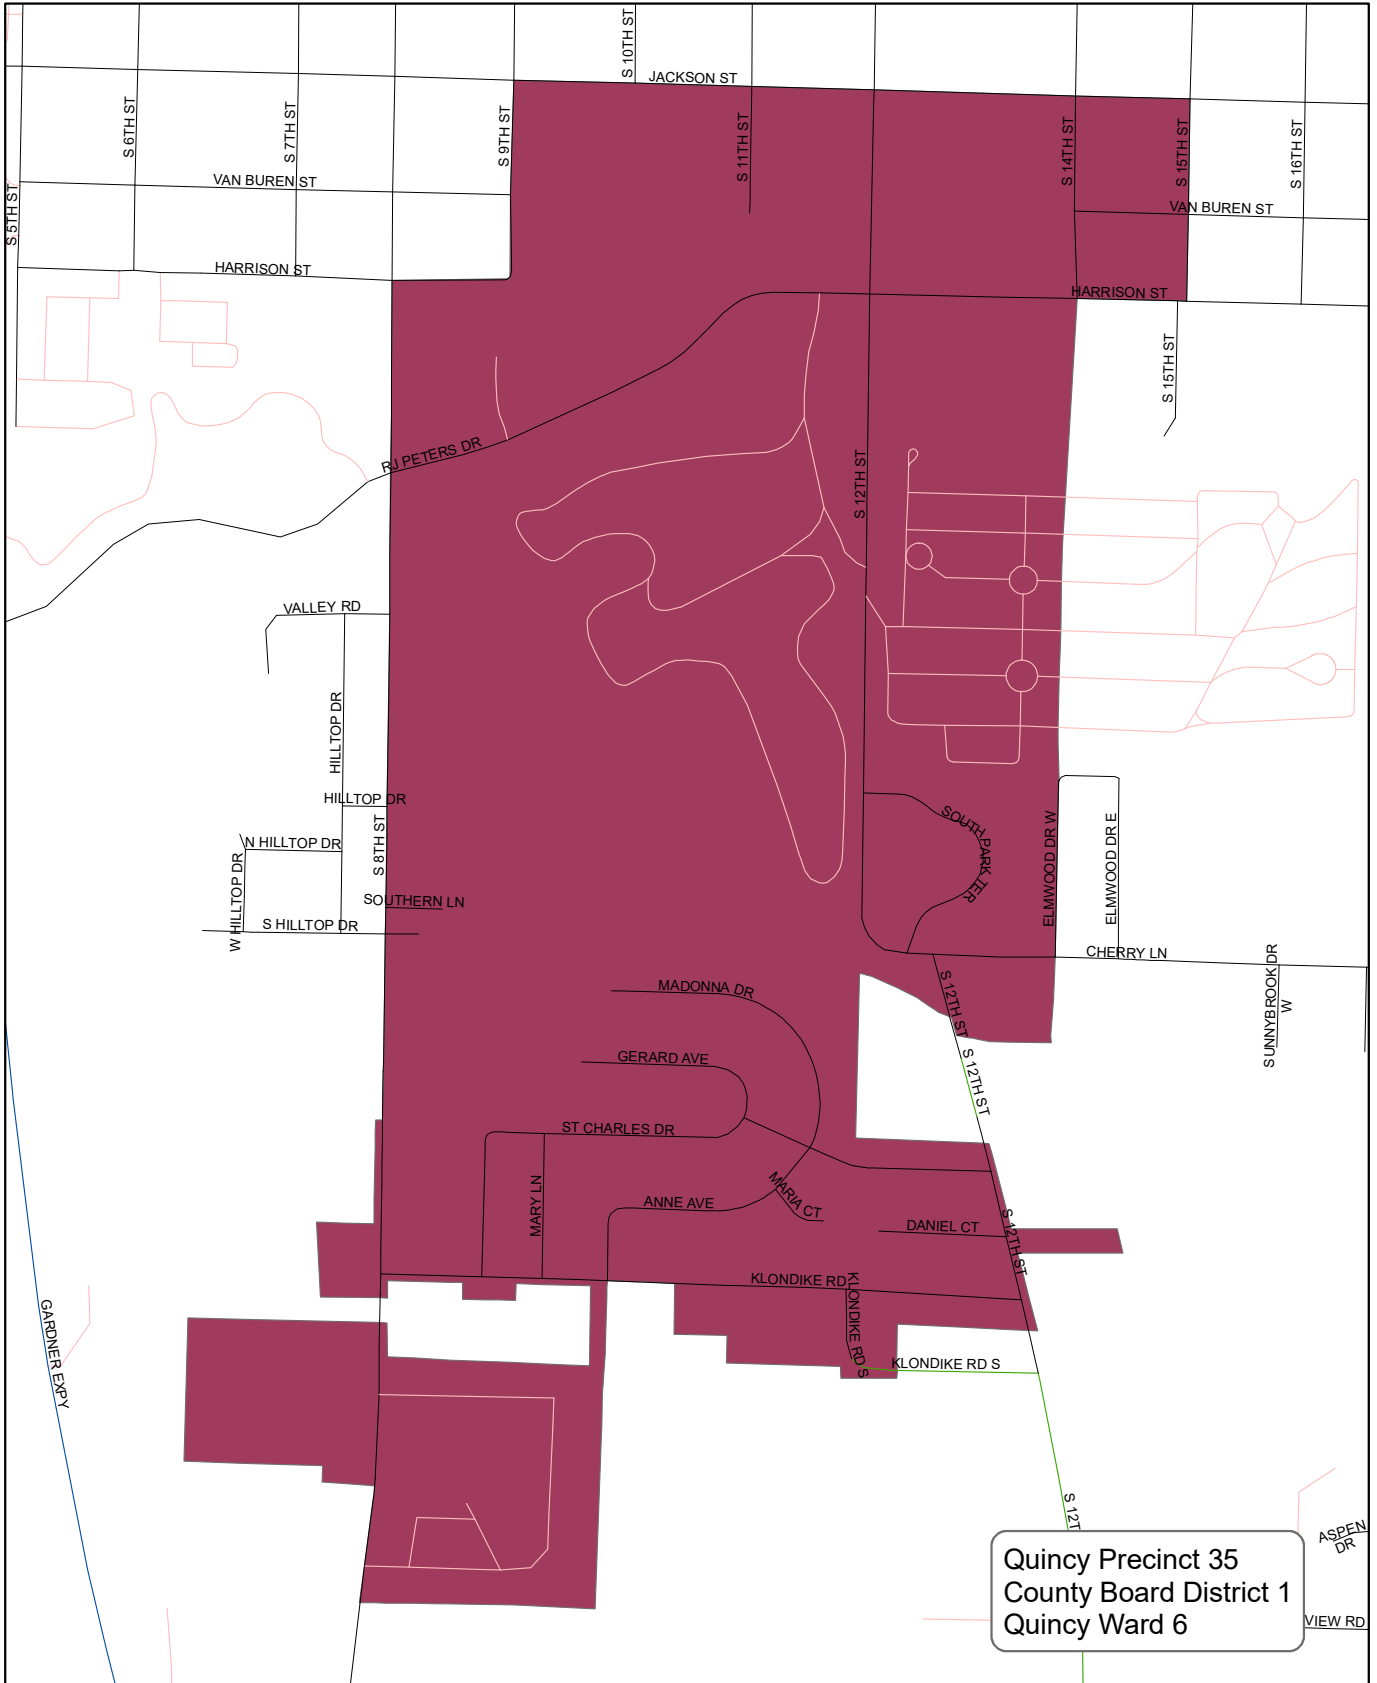 S 10TH ST
JACKSON ST
S 6TH ST
S 7TH ST
S 9TH ST
S 11TH ST
S 14TH ST
S 15TH ST
S 16TH ST
VAN BUREN ST
S 5TH ST
VAN BUREN ST
HARRISON ST
HARRISON ST
S 15TH ST
RJ PETERS DR
S 12TH ST
VALLEY RD
HILLTOP DR
HILLTOP DR
S 8TH ST
N HILLTOP DR
W HILLTOP DR
SOUTHERN LN
S HILLTOP DR
SOUTH PARK TER
ELMWOOD DR W
ELMWOOD DR E
CHERRY LN
SUNNYBROOK DR
W
S 12TH ST
MADONNA DR
S 12TH ST
GERARD AVE
ST CHARLES DR
MARY LN
ANNE AVE
MARIA CT
DANIEL CT
S 12TH ST
KLONDIKE RD
KLONDIKE RD S
KLONDIKE RD S
GARDNER EXPY
S 12T
ASPEN
DR
Quincy Precinct 35
County Board District 1
Quincy Ward 6
VIEW RD